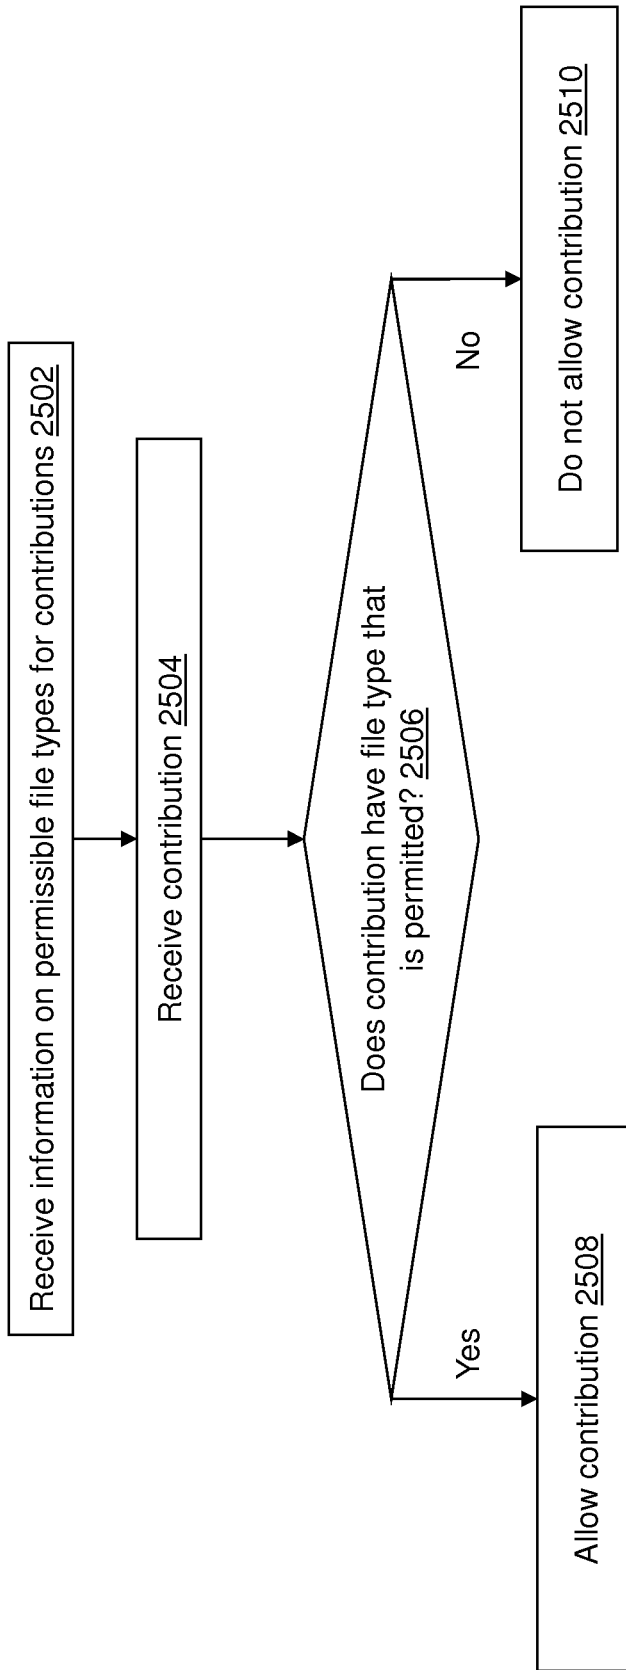 Receive information on permissible file types for contributions 2502
Receive contribution 2504
Does contribution have file type that
is permitted? 2506
Yes
No
Allow contribution 2508
Do not allow contribution 2510